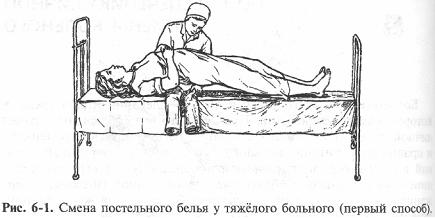 Рис. 6-1. Смена постельного белья у тяжёлого больного (первый способ).